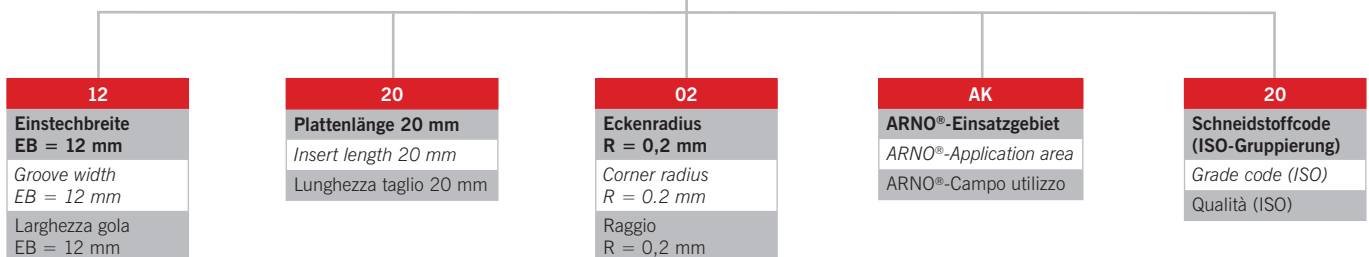 12
Einstechbreite
EB = 12 mm
Groove width
EB = 12 mm
Larghezza gola
EB = 12 mm
20
Plattenlänge 20 mm
Insert length 20 mm
Lunghezza taglio 20 mm
02
Eckenradius
R = 0,2 mm
Corner radius
R = 0.2 mm
Raggio
R = 0,2 mm
AK
ARNO®-Einsatzgebiet
ARNO®-Application area
ARNO®-Campo utilizzo
20
Schneidstoffcode
(ISO-Gruppierung)
Grade code (ISO)
Qualità (ISO)